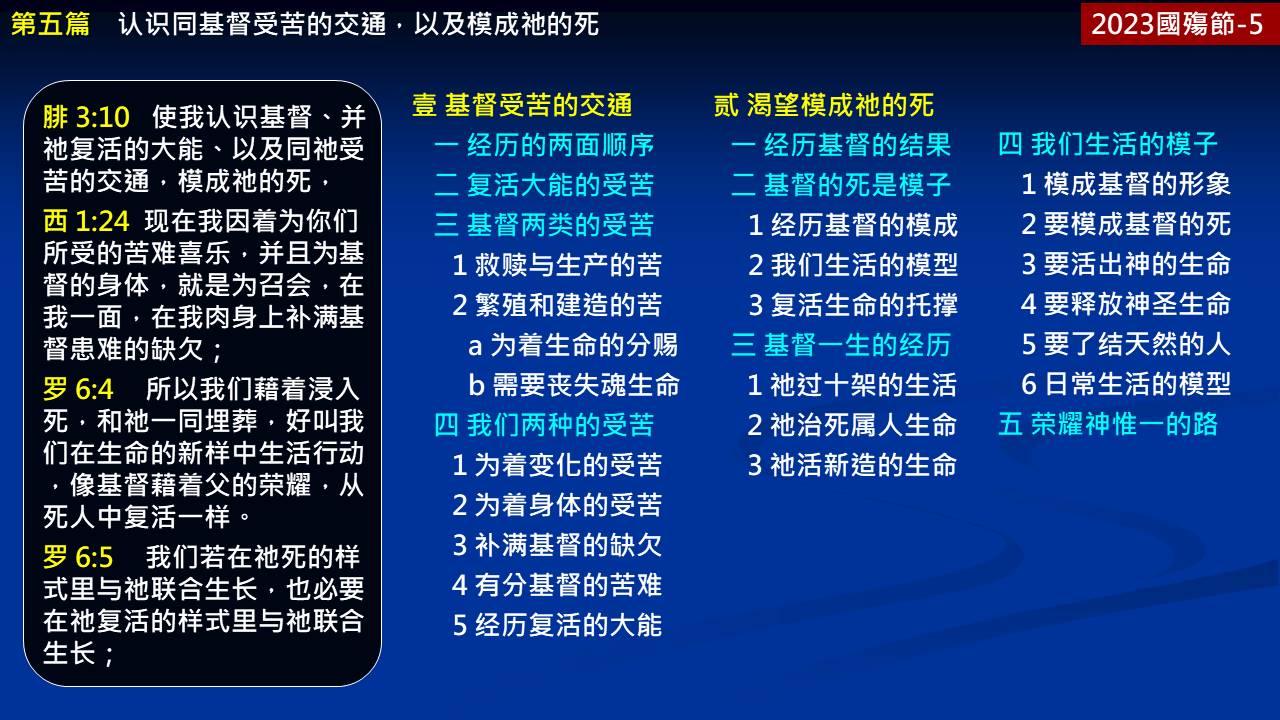 第五篇　认识同基督受苦的交通，以及模成祂的死
2023國殤節-5
腓 3:10　使我认识基督、并
祂复活的大能、以及同祂受
苦的交通，模成祂的死，
西 1:24　现在我因着为你们
所受的苦难喜乐，并且为基
督的身体，就是为召会，在
我一面，在我肉身上补满基
督患难的缺欠；
罗 6:4　所以我们藉着浸入
死，和祂一同埋葬，好叫我
们在生命的新样中生活行动
，像基督藉着父的荣耀，从
死人中复活一样。
罗 6:5　我们若在祂死的样
式里与祂联合生长，也必要
在祂复活的样式里与祂联合
生长；
壹 基督受苦的交通
一 经历的两面顺序
二 复活大能的受苦
三 基督两类的受苦
1 救赎与生产的苦
2 繁殖和建造的苦
a 为着生命的分赐
b 需要丧失魂生命
四 我们两种的受苦
1 为着变化的受苦
2 为着身体的受苦
3 补满基督的缺欠
4 有分基督的苦难
5 经历复活的大能
贰 渴望模成祂的死
一 经历基督的结果
二 基督的死是模子
1 经历基督的模成
2 我们生活的模型
3 复活生命的托撑
三 基督一生的经历
1 祂过十架的生活
2 祂治死属人生命
3 祂活新造的生命
四 我们生活的模子
1 模成基督的形象
2 要模成基督的死
3 要活出神的生命
4 要释放神圣生命
5 要了结天然的人
6 日常生活的模型
五 荣耀神惟一的路